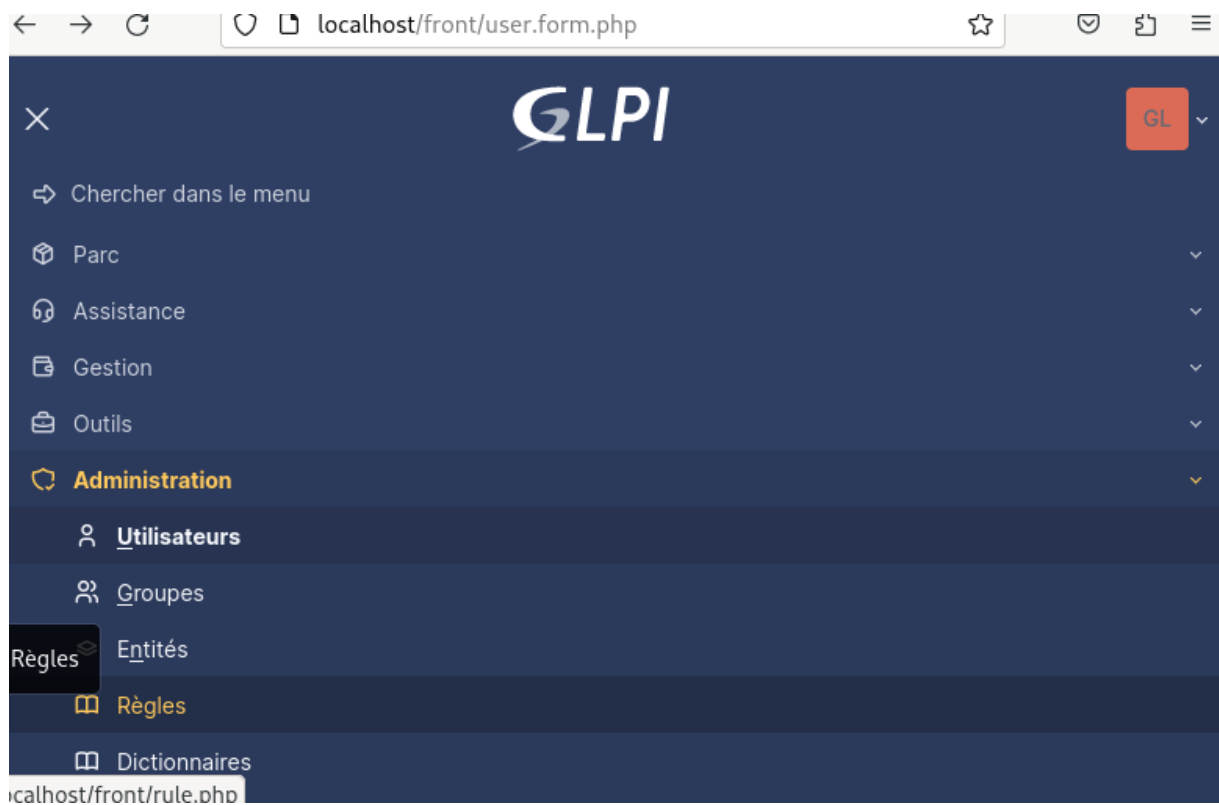 localhost/front/user.form.php
GLPI
GL
Chercher dans le menu
Parc
Assistance
Gestion
Outils
Administration
Utilisateurs
Groupes
Entités
Règles
Règles
Dictionnaires
ocalhost/front/rule.php